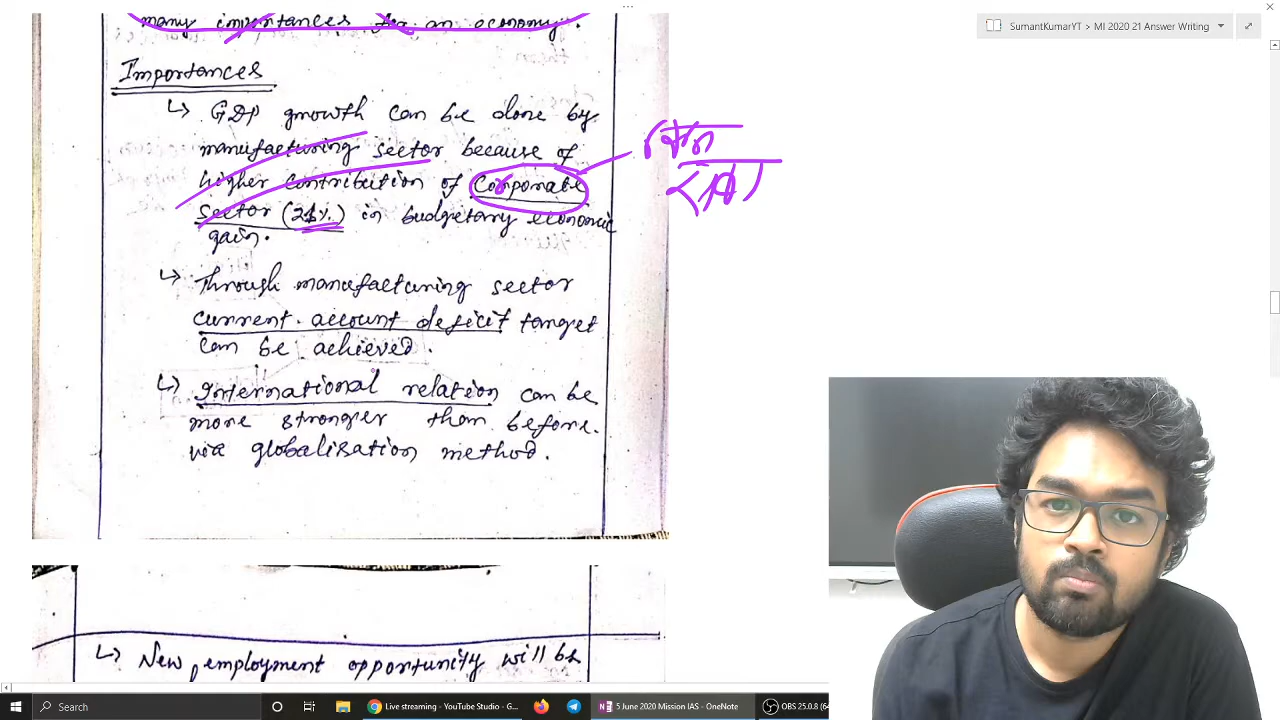 many importances for an economy.
SumantKumarYT > MI 2020 21 Answer Writing
Importances
↳ GDP growth can be done by
manufacturing sector because of
higher contribution of Corporate
Sector (21%) in budgetary economic
gain.
↳ Through manufacturing sector
current account deficit target
can be achieved.
↳ International relation can be
more stronger than before
via globalisation method.
↳ New employment opportunity will be
Search
Live streaming - YouTube Studio - G...
5 June 2020 Mission IAS - OneNote
OBS 25.0.8 (64